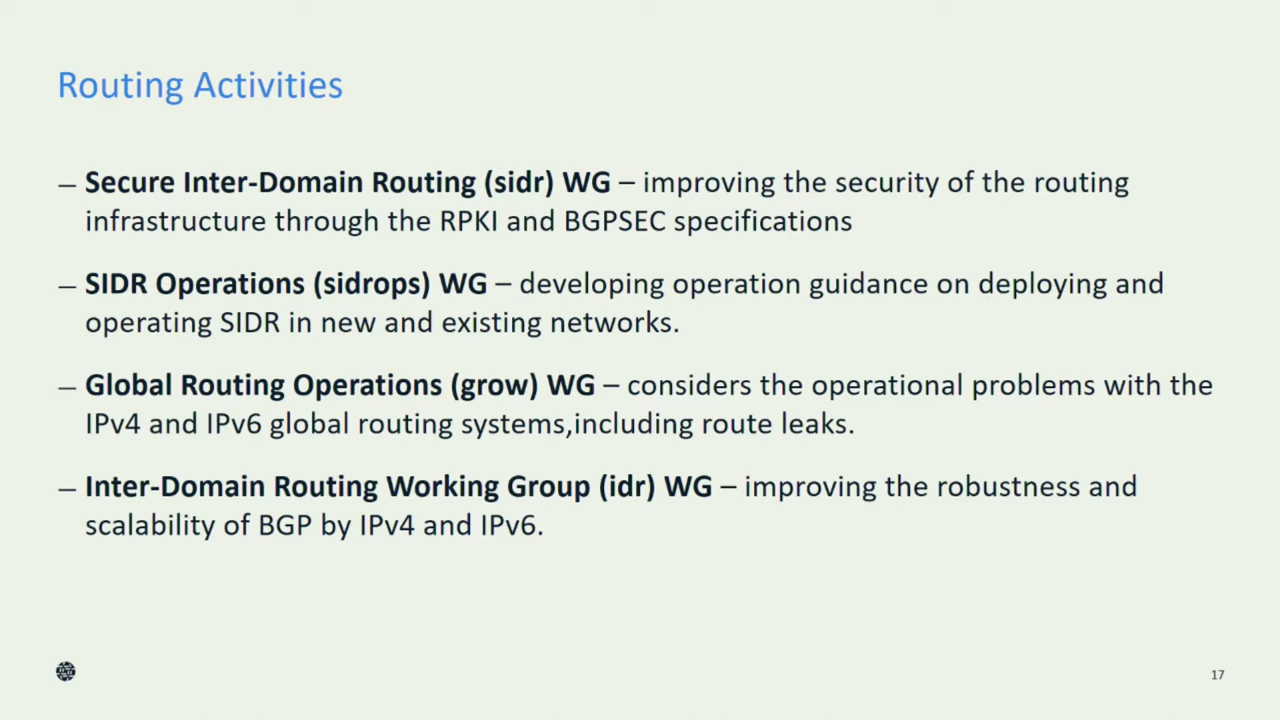 Routing Activities
– Secure Inter-Domain Routing (sidr) WG – improving the security of the routing
infrastructure through the RPKI and BGPSEC specifications
– SIDR Operations (sidrops) WG – developing operation guidance on deploying and
operating SIDR in new and existing networks.
– Global Routing Operations (grow) WG – considers the operational problems with the
IPv4 and IPv6 global routing systems,including route leaks.
– Inter-Domain Routing Working Group (idr) WG – improving the robustness and
scalability of BGP by IPv4 and IPv6.
17